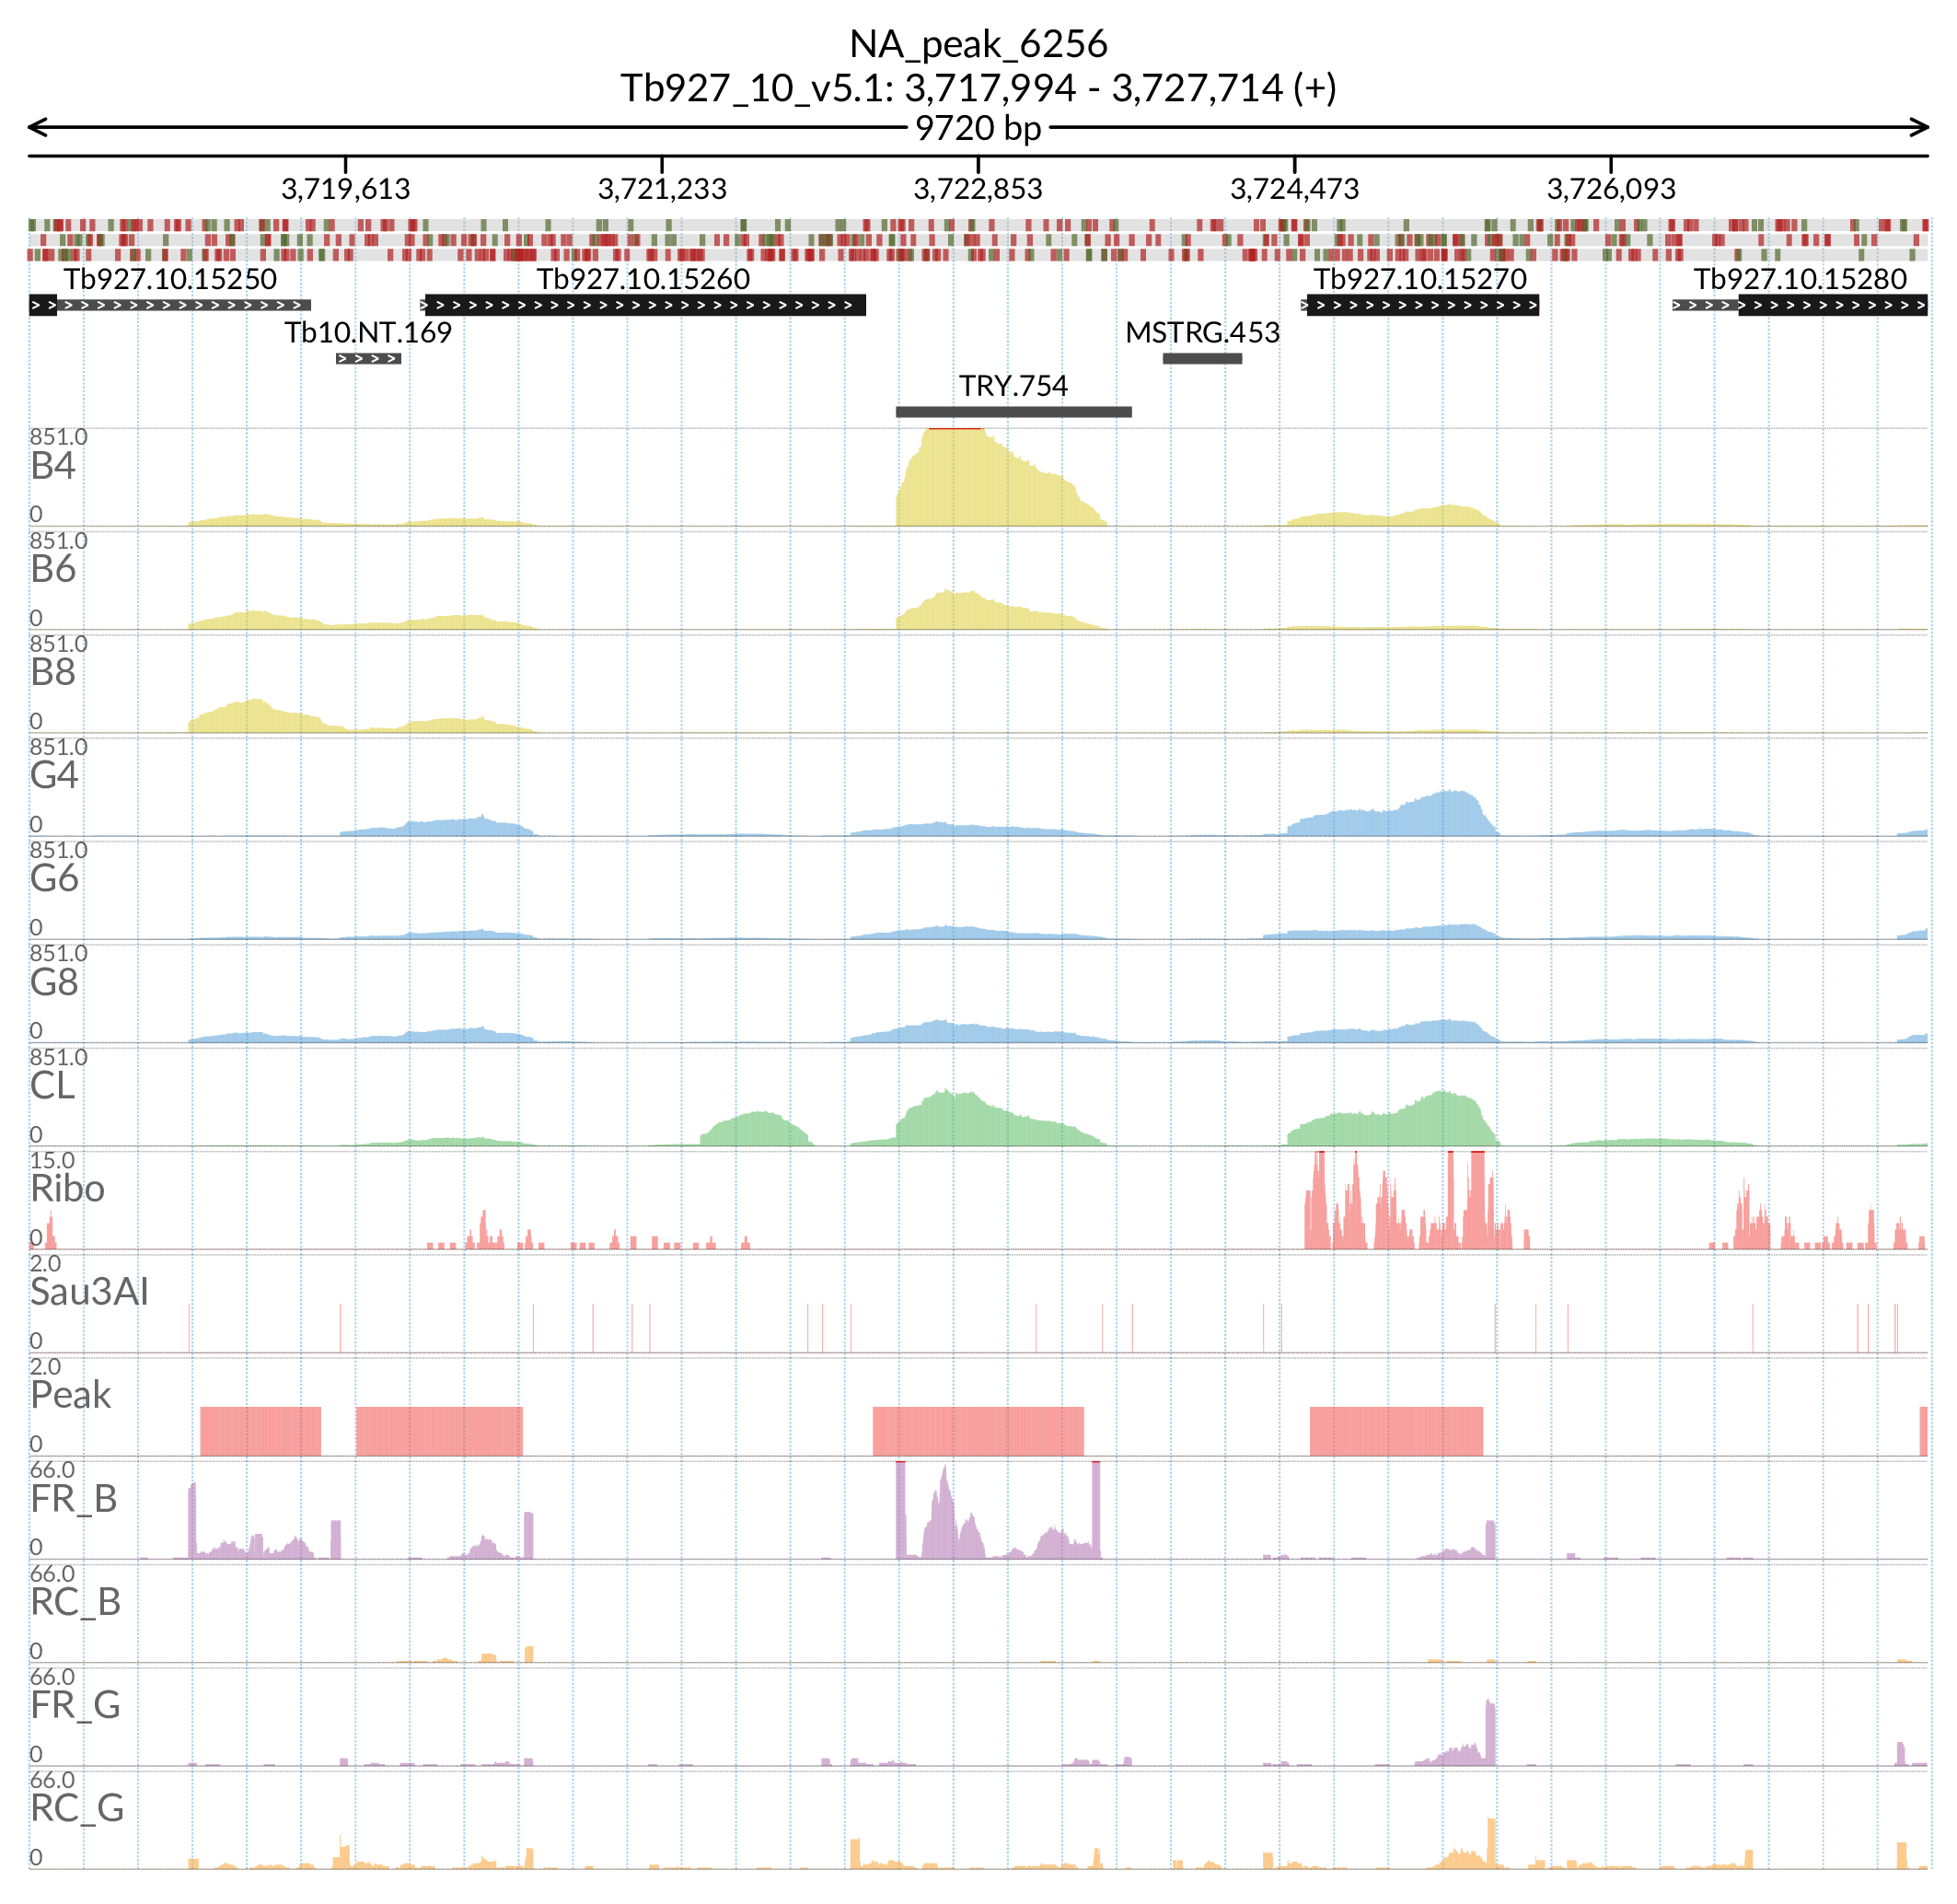 NA_peak_6256
Tb927_10_v5.1: 3,717,994 - 3,727,714 (+)
9720 bp
3,719,613 3,721,233 3,722,853 3,724,473 3,726,093
Tb927.10.15250 Tb927.10.15260 Tb927.10.15270 Tb927.10.15280
Tb10.NT.169 MSTRG.453
TRY.754
851.0
B4
0
851.0
B6
0
851.0
B8
0
851.0
G4
0
851.0
G6
0
851.0
G8
0
851.0
CL
0
15.0
Ribo
0
2.0
Sau3AI
0
2.0
Peak
0
66.0
FR_B
0
66.0
RC_B
0
66.0
FR_G
0
66.0
RC_G
0